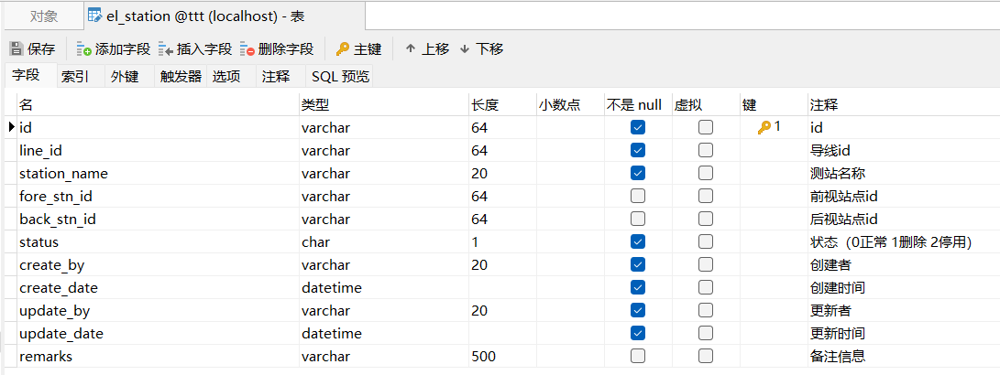 对象 el_station @ttt (localhost) - 表
保存 添加字段 插入字段 删除字段 主键 上移 下移
字段 索引 外键 触发器 选项 注释 SQL 预览
名 类型 长度 小数点 不是 null 虚拟 键 注释
id varchar 64 1 id
line_id varchar 64 导线id
station_name varchar 20 测站名称
fore_stn_id varchar 64 前视站点id
back_stn_id varchar 64 后视站点id
status char 1 状态（0正常 1删除 2停用）
create_by varchar 20 创建者
create_date datetime 创建时间
update_by varchar 20 更新者
update_date datetime 更新时间
remarks varchar 500 备注信息